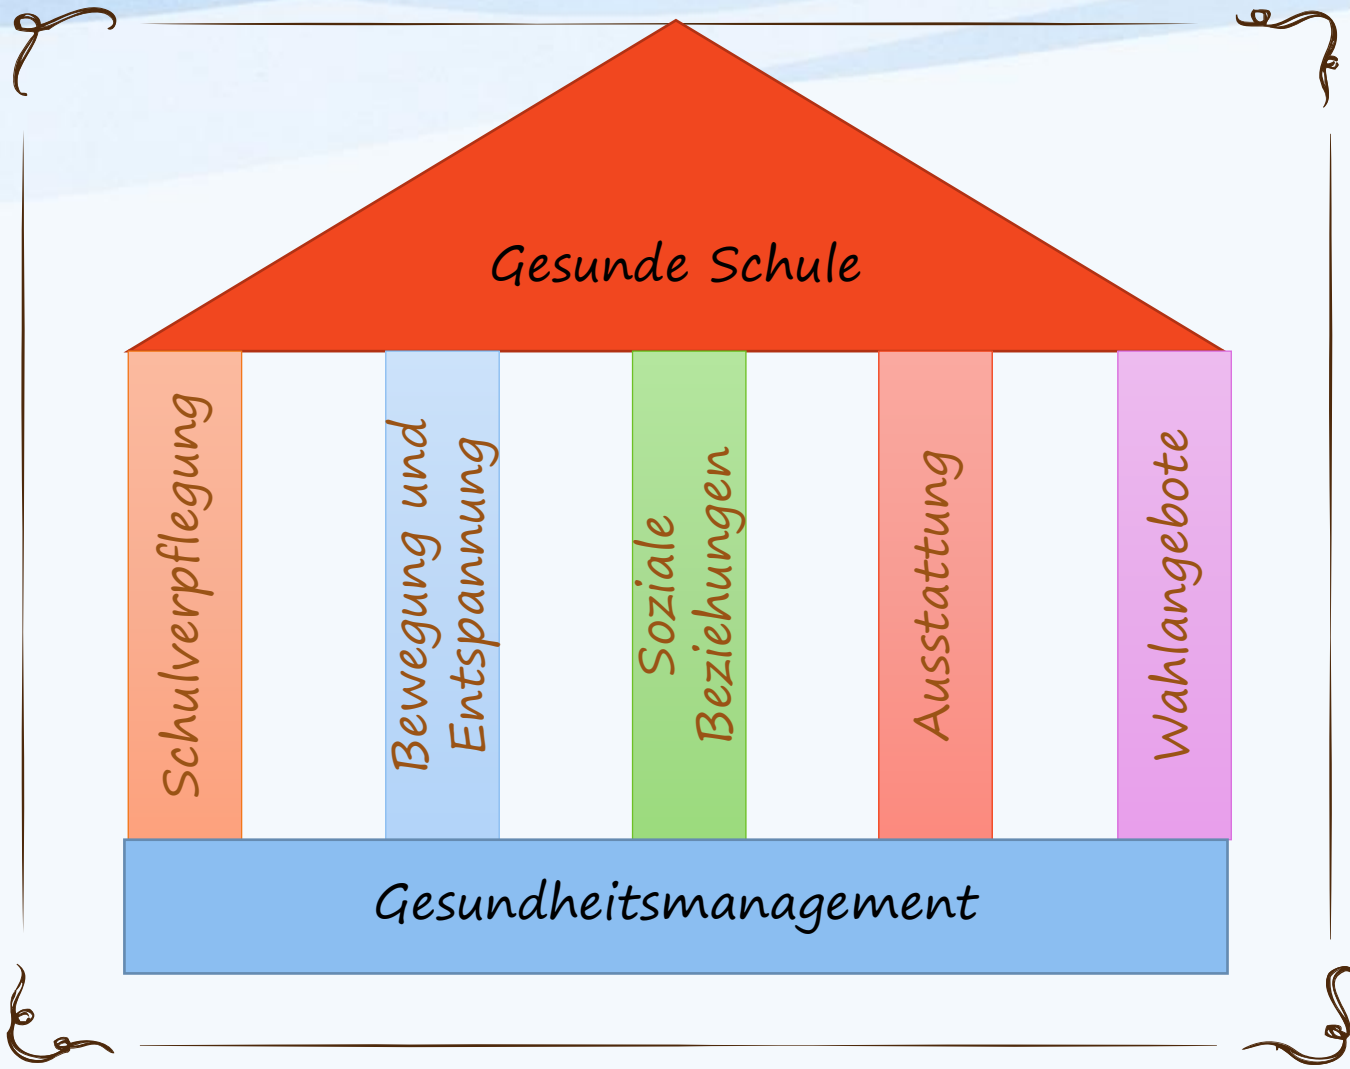 Gesunde Schule
Schulverpflegung
Bewegung und
Entspannung
Soziale
Beziehungen
Ausstattung
Wahlangebote
Gesundheitsmanagement